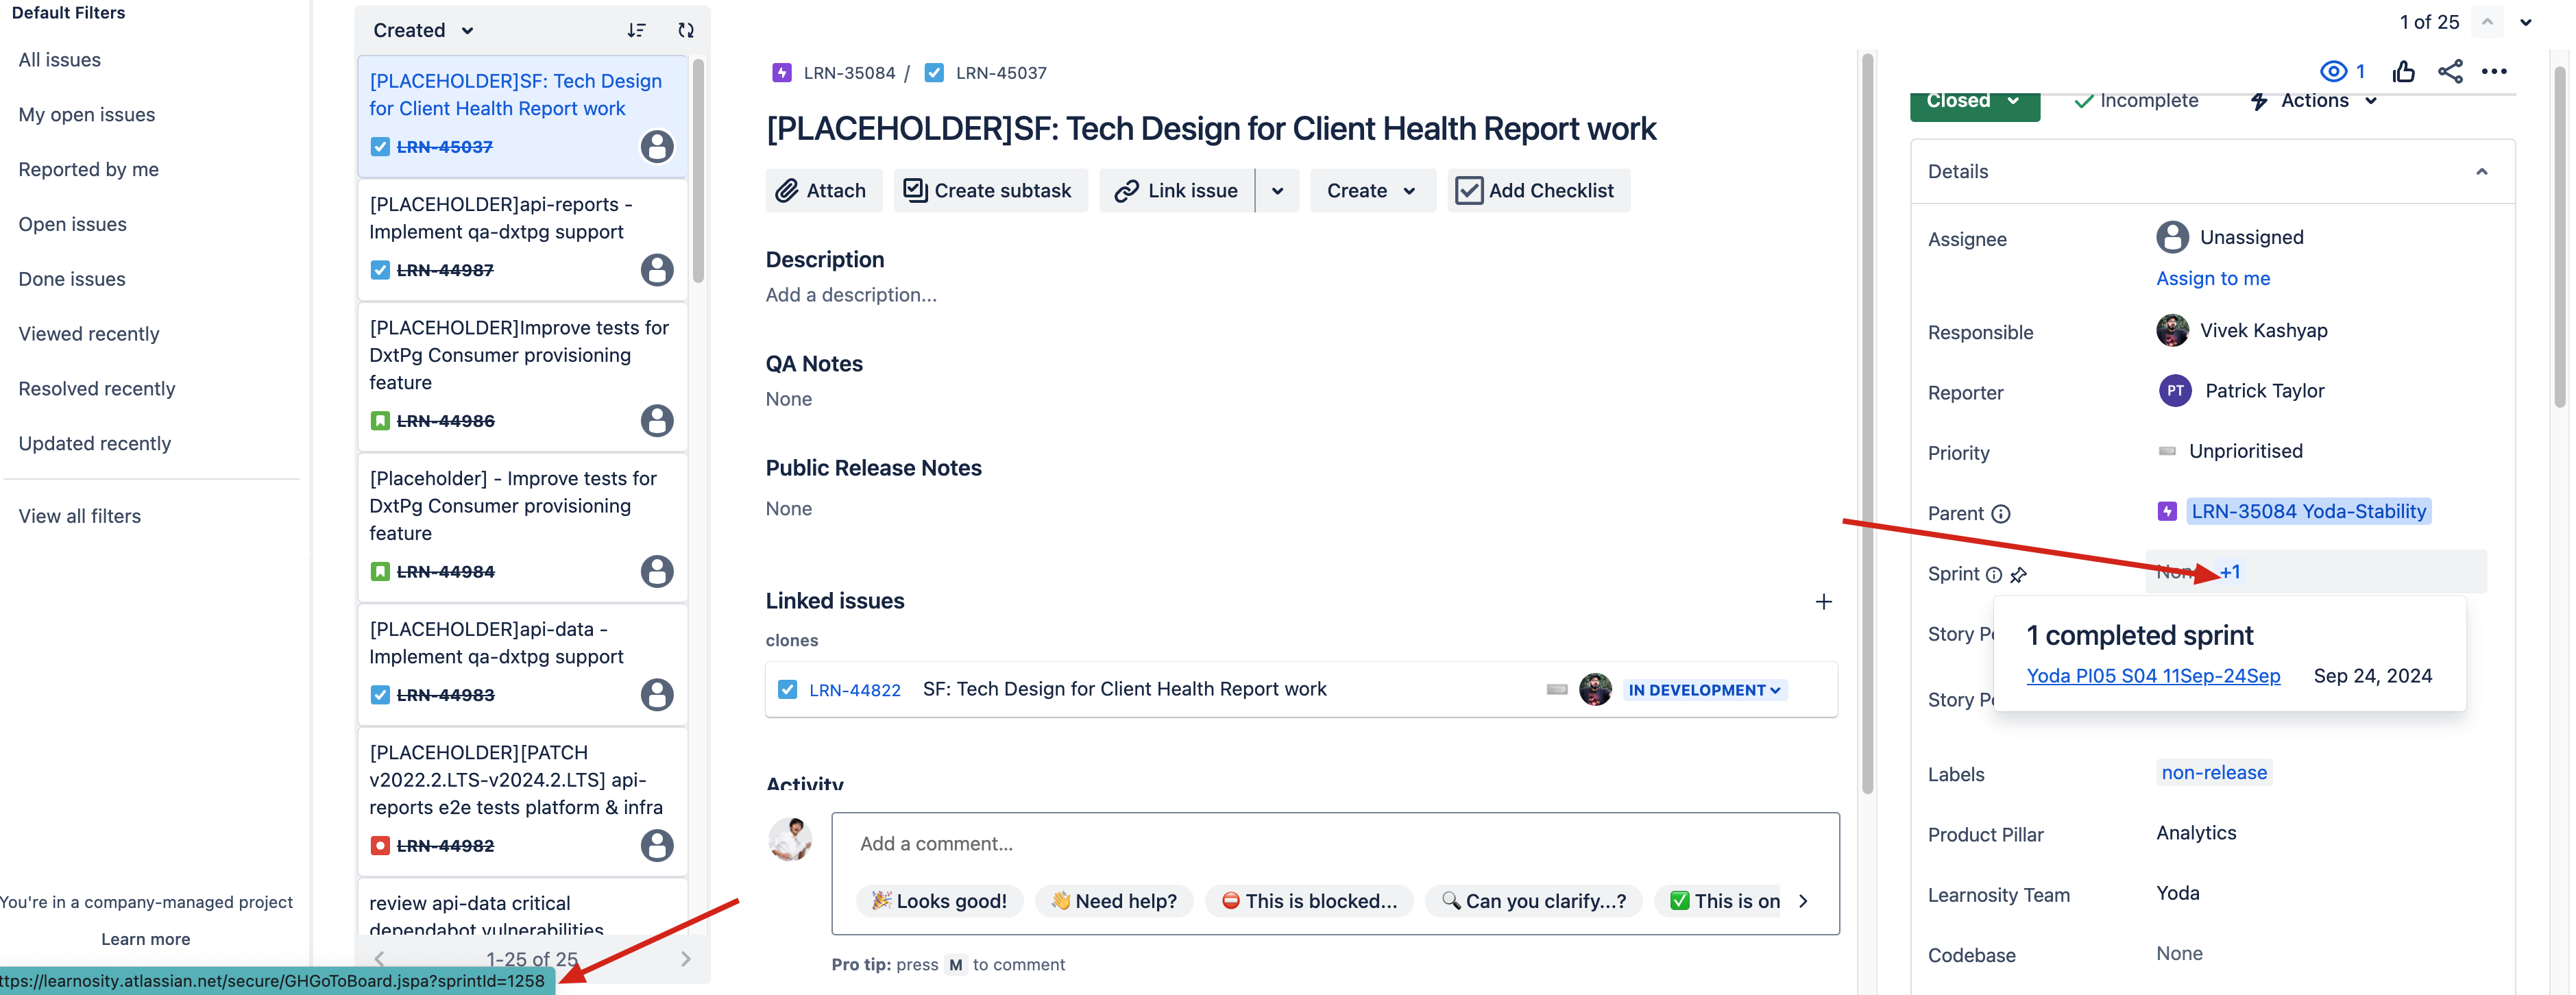 Default Filters
All issues
My open issues
Reported by me
Open issues
Done issues
Viewed recently
Resolved recently
Updated recently
View all filters
You're in a company-managed project
Learn more
Created
[PLACEHOLDER]SF: Tech Design
for Client Health Report work
LRN-45037
[PLACEHOLDER]api-reports -
Implement qa-dxtpg support
LRN-44987
[PLACEHOLDER]Improve tests for
DxtPg Consumer provisioning
feature
LRN-44986
[Placeholder] - Improve tests for
DxtPg Consumer provisioning
feature
LRN-44984
[PLACEHOLDER]api-data -
Implement qa-dxtpg support
LRN-44983
[PLACEHOLDER][PATCH
v2022.2.LTS-v2024.2.LTS] api-
reports e2e tests platform & infra
LRN-44982
review api-data critical
dependabot vulnerabilities
1-25 of 25
ttps://learnosity.atlassian.net/secure/GHGoToBoard.jspa?sprintId=1258
LRN-35084 / LRN-45037
[PLACEHOLDER]SF: Tech Design for Client Health Report work
Attach Create subtask Link issue Create Add Checklist
Description
Add a description...
QA Notes
None
Public Release Notes
None
Linked issues
clones
LRN-44822 SF: Tech Design for Client Health Report work IN DEVELOPMENT
Activity
Add a comment...
🎉 Looks good! 👋 Need help? ⛔ This is blocked... 🔍 Can you clarify...? ✅ This is on
Pro tip: press M to comment
1 of 25
1
Closed Incomplete Actions
Details
Assignee Unassigned
Assign to me
Responsible Vivek Kashyap
Reporter PT Patrick Taylor
Priority Unprioritised
Parent LRN-35084 Yoda-Stability
Sprint None +1
1 completed sprint
Yoda PI05 S04 11Sep-24Sep Sep 24, 2024
Story Po
Story Po
Labels non-release
Product Pillar Analytics
Learnosity Team Yoda
Codebase None